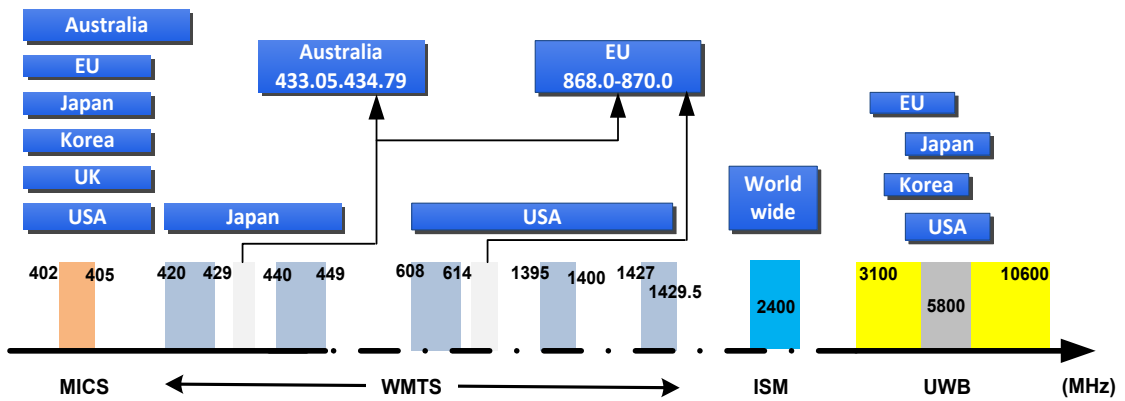 Australia
EU
Japan
Korea
UK
USA
Japan
Australia
433.05.434.79
EU
868.0-870.0
USA
World
wide
EU
Japan
Korea
USA
402
405
420
429
440
449
608
614
1395
1400
1427
1429.5
2400
3100
5800
10600
MICS
WMTS
ISM
UWB
(MHz)